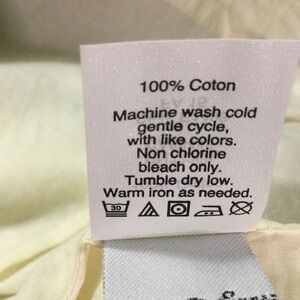 100% Coton
Machine wash cold
gentle cycle,
with like colors.
Non chlorine
bleach only.
Tumble dry low.
Warm iron as needed.
30